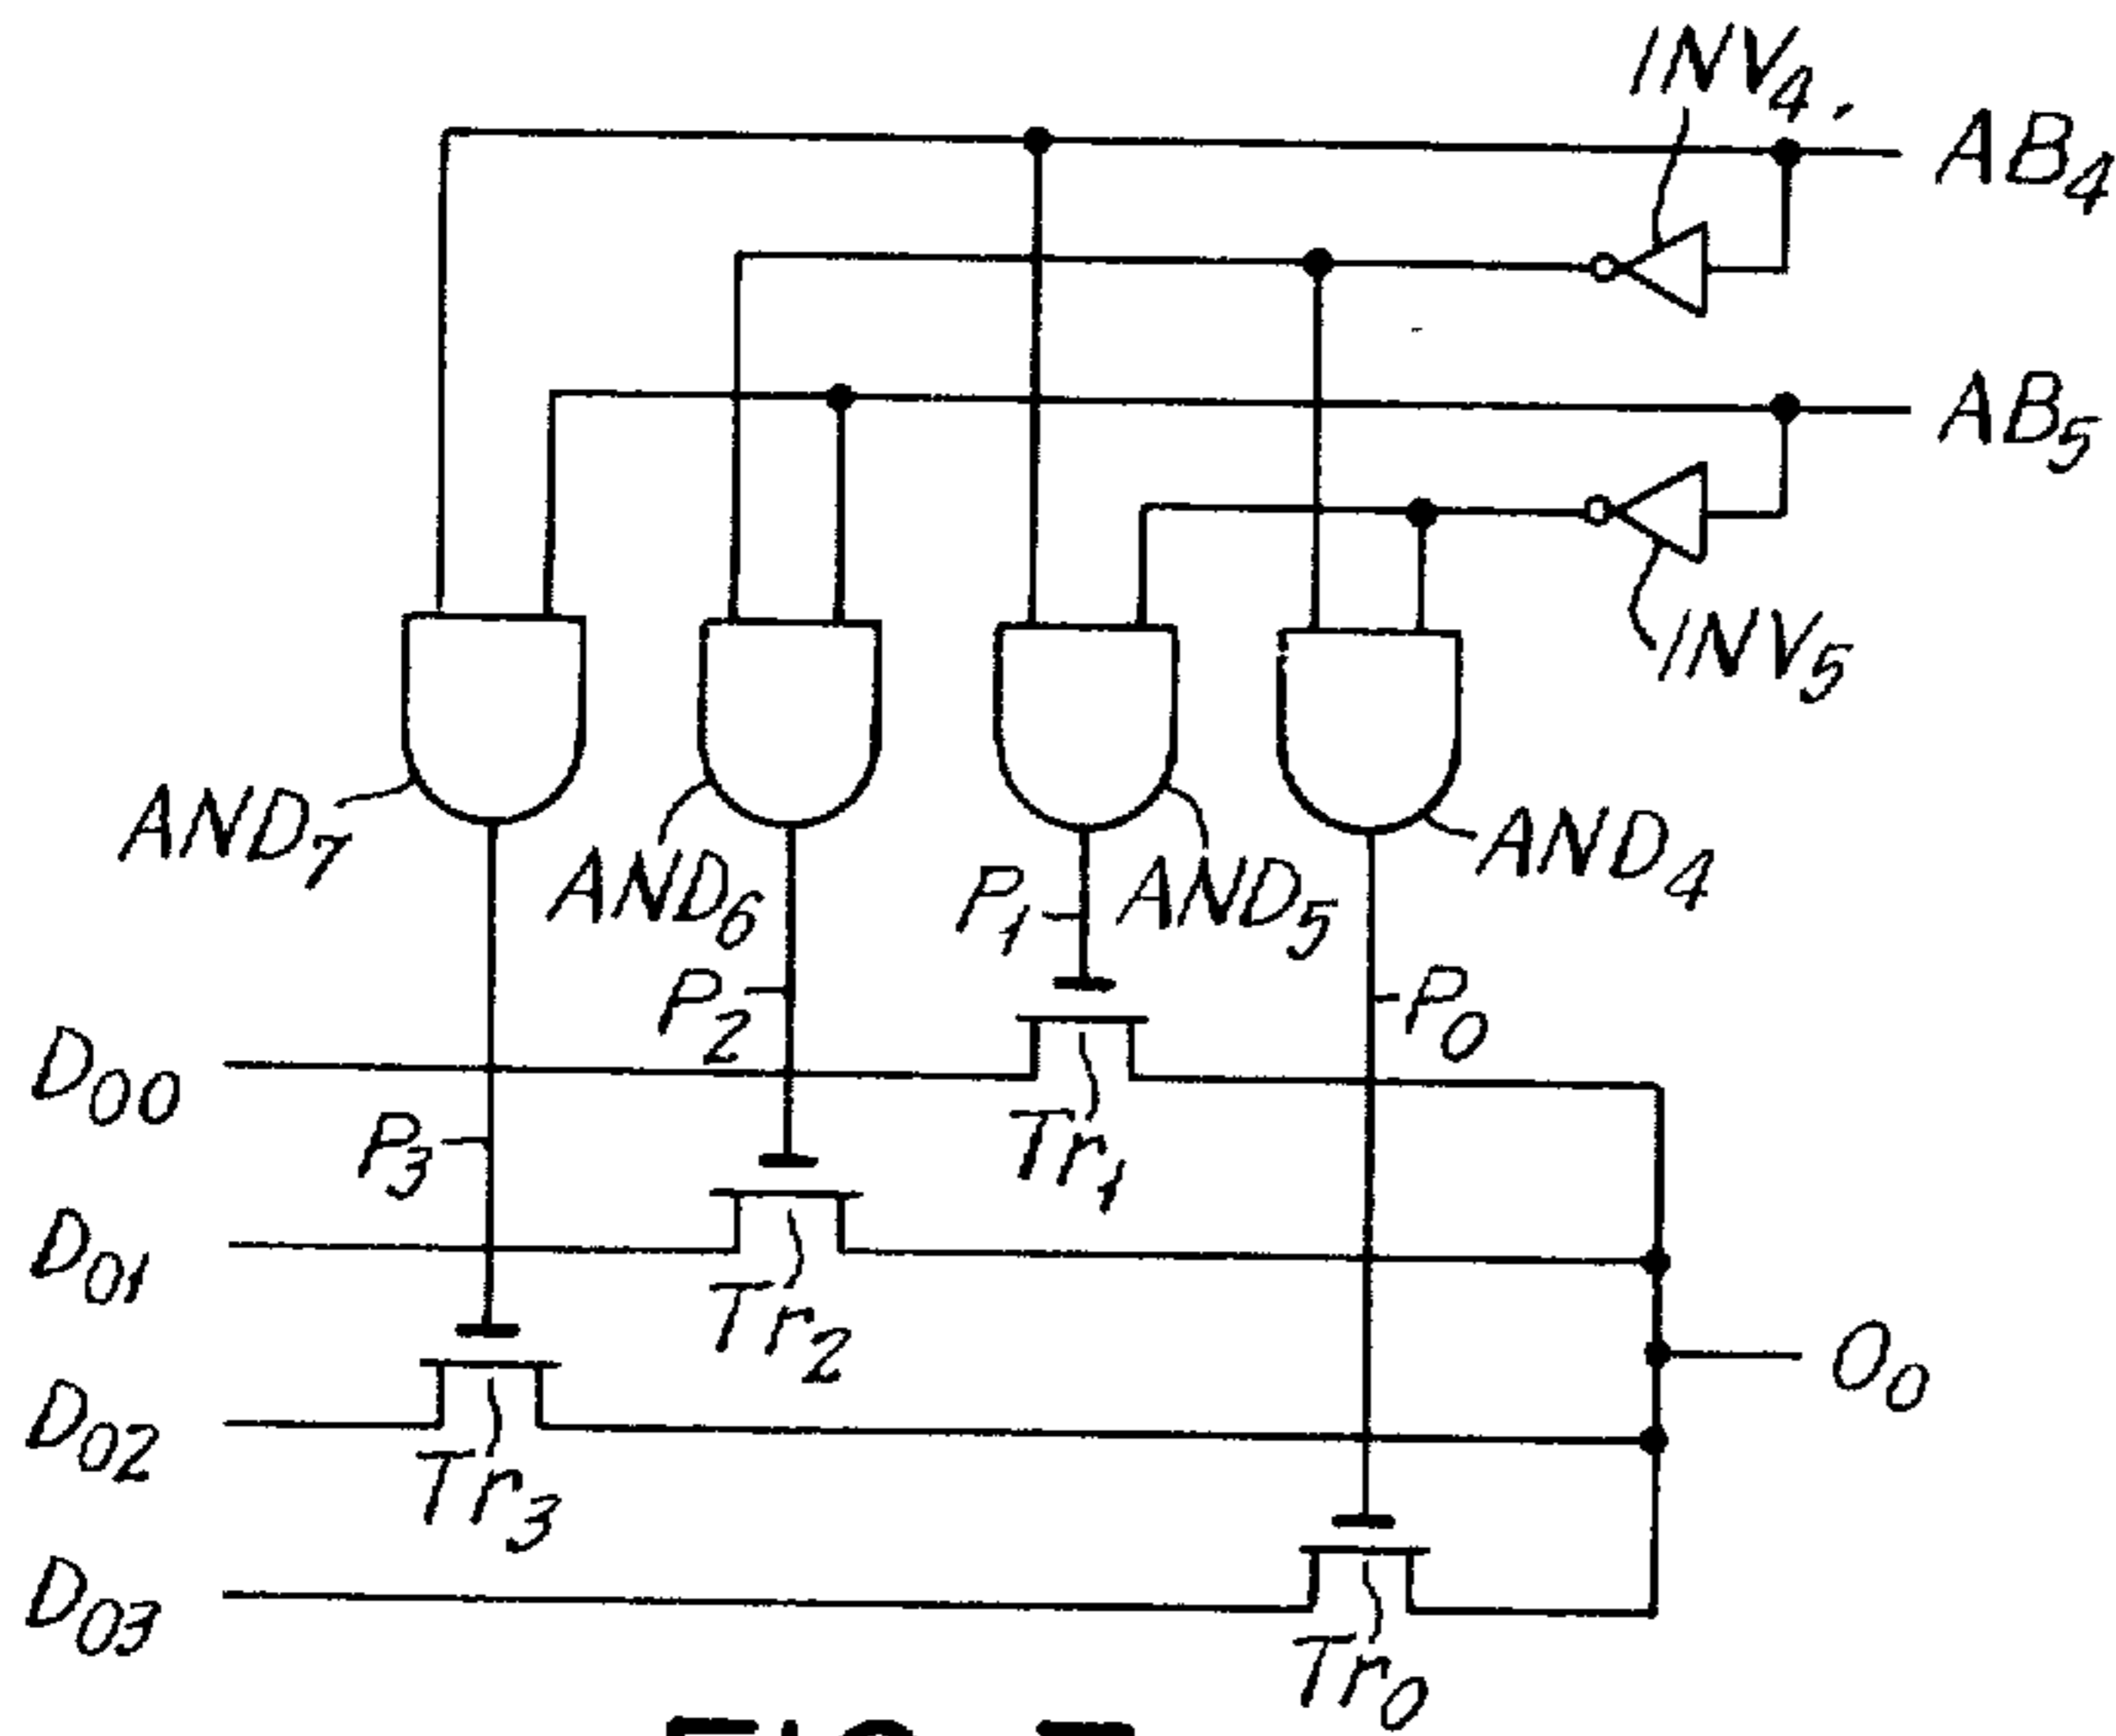 INV4
AB4
AB5
INV5
AND7
AND6
P1
AND5
AND4
P2
P0
D00
P3
Tr1
D01
Tr2
O0
D02
Tr3
D03
Tr0